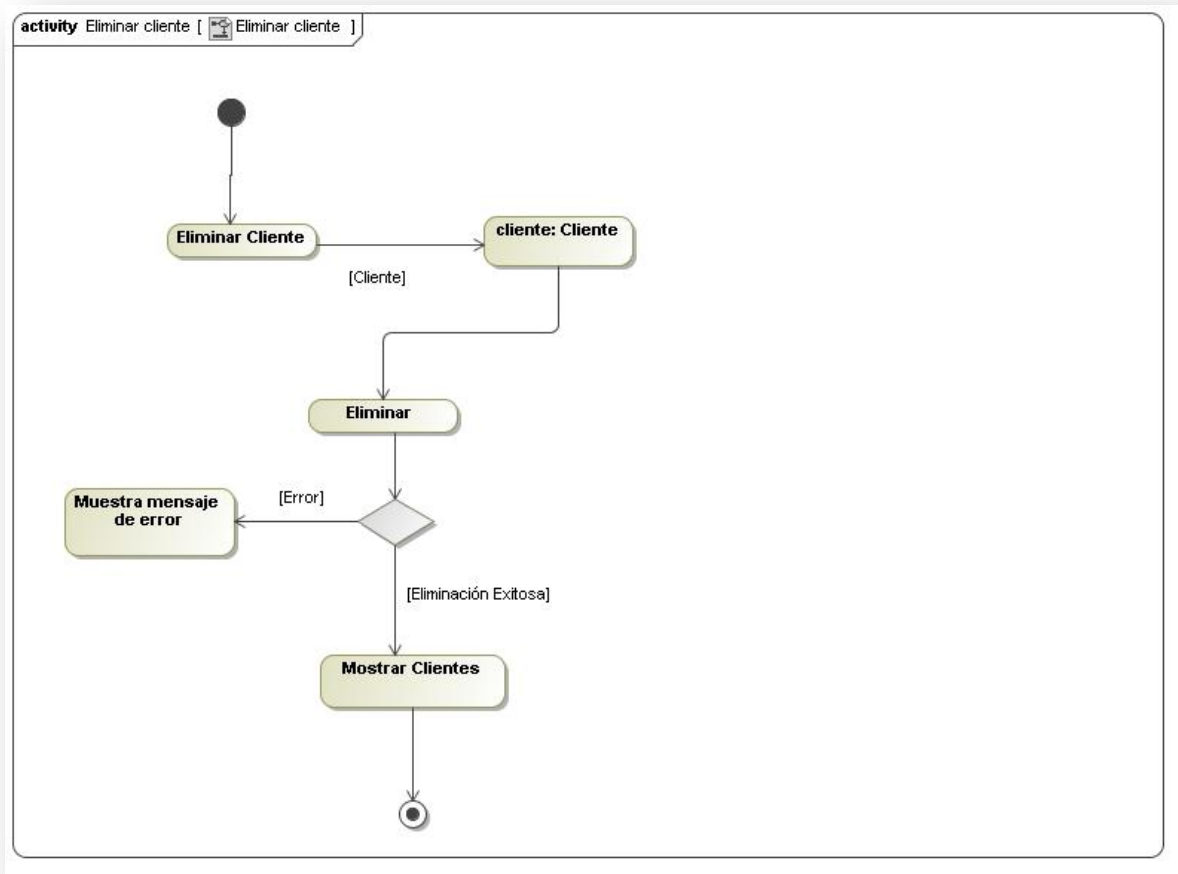 activity Eliminar cliente [ Eliminar cliente ]
Eliminar Cliente
cliente: Cliente
[Cliente]
Eliminar
Muestra mensaje
de error
[Error]
[Eliminación Exitosa]
Mostrar Clientes